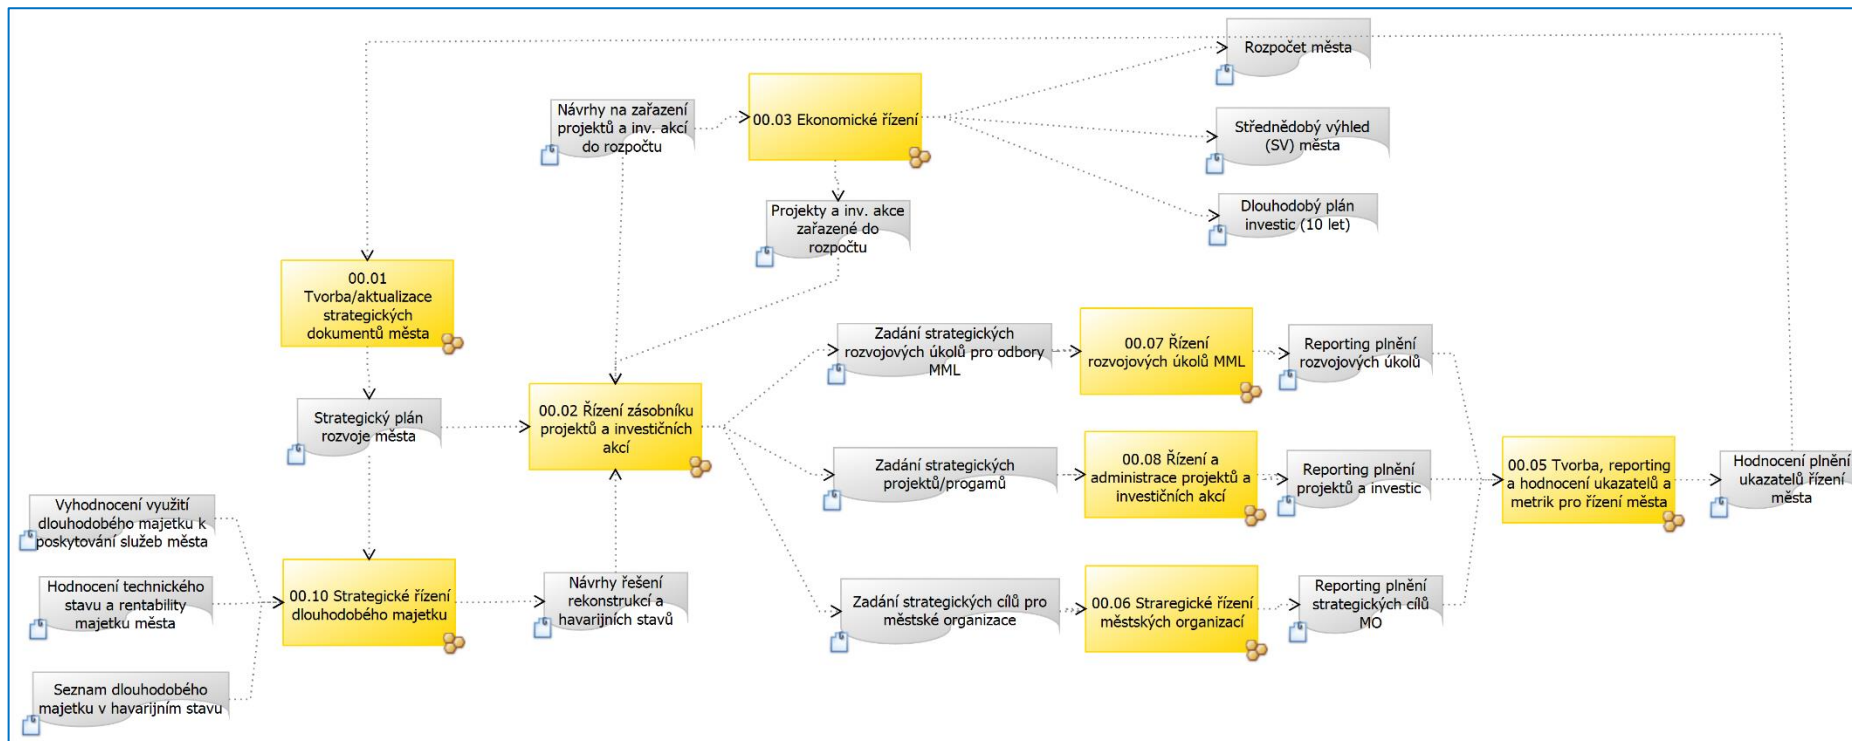 Rozpočet města
Návrhy na zařazení
projektů a inv. akcí
do rozpočtu
00.03 Ekonomické řízení
Střednědobý výhled
(SV) města
Projekty a inv. akce
zařazené do
rozpočtu
Dlouhodobý plán
investic (10 let)
00.01
Tvorba/aktualizace
strategických
dokumentů města
Zadání strategických
rozvojových úkolů pro odbory
MML
00.07 Řízení
rozvojových úkolů MML
Reporting plnění
rozvojových úkolů
Strategický plán
rozvoje města
00.02 Řízení zásobníku
projektů a investičních
akcí
Zadání strategických
projektů/progamů
00.08 Řízení a
administrace projektů a
investičních akcí
Reporting plnění
projektů a investic
00.05 Tvorba, reporting
a hodnocení ukazatelů a
metrik pro řízení města
Hodnocení plnění
ukazatelů řízení
města
Vyhodnocení využití
dlouhodobého majetku k
poskytování služeb města
Hodnocení technického
stavu a rentability
majetku města
00.10 Strategické řízení
dlouhodobého majetku
Návrhy řešení
rekonstrukcí a
havarijních stavů
Zadání strategických cílů pro
městské organizace
00.06 Straregické řízení
městských organizací
Reporting plnění
strategických cílů
MO
Seznam dlouhodobého
majetku v havarijním stavu